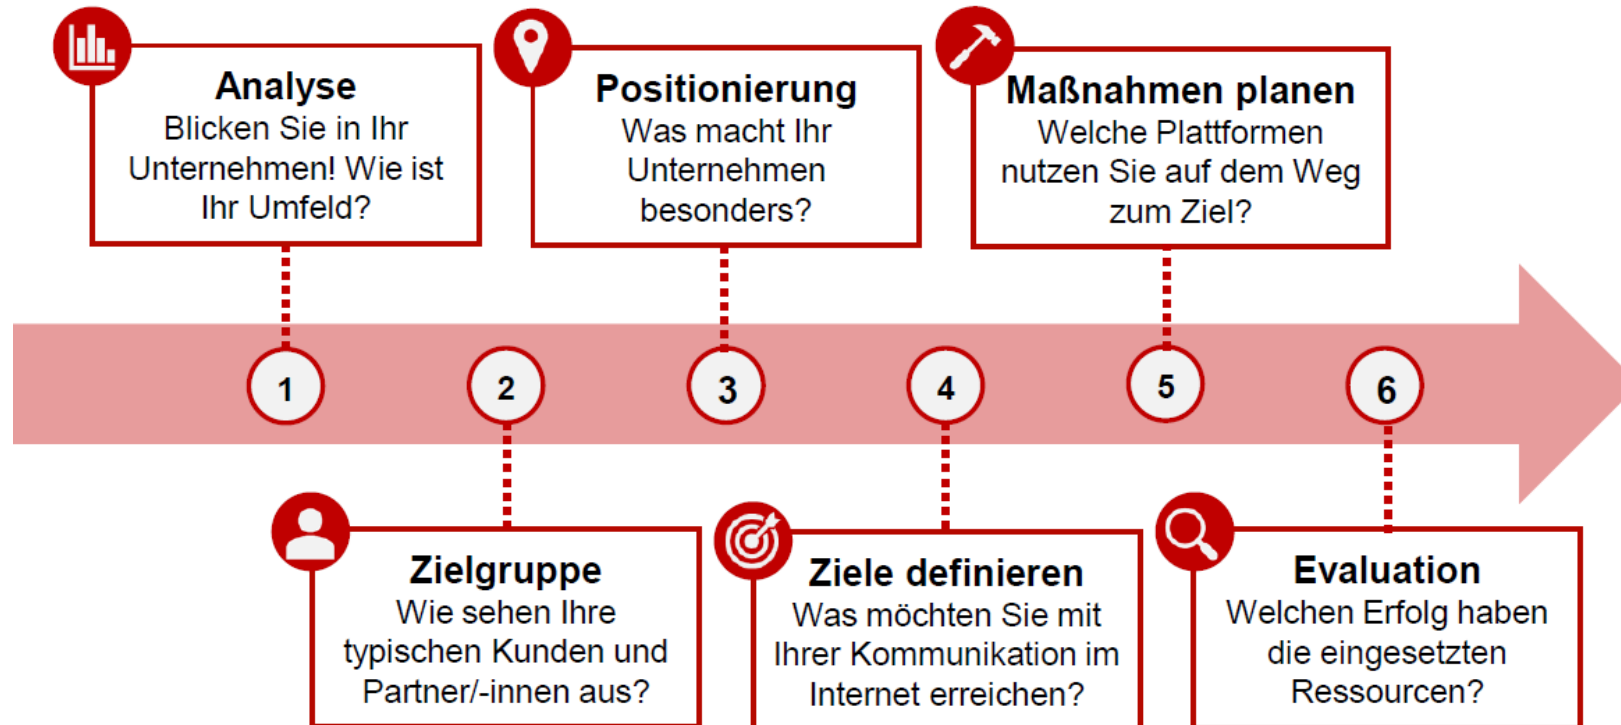 Analyse
Blicken Sie in Ihr
Unternehmen! Wie ist
Ihr Umfeld?
Positionierung
Was macht Ihr
Unternehmen
besonders?
Maßnahmen planen
Welche Plattformen
nutzen Sie auf dem Weg
zum Ziel?
1
2
3
4
5
6
Zielgruppe
Wie sehen Ihre
typischen Kunden und
Partner/-innen aus?
Ziele definieren
Was möchten Sie mit
Ihrer Kommunikation im
Internet erreichen?
Evaluation
Welchen Erfolg haben
die eingesetzten
Ressourcen?